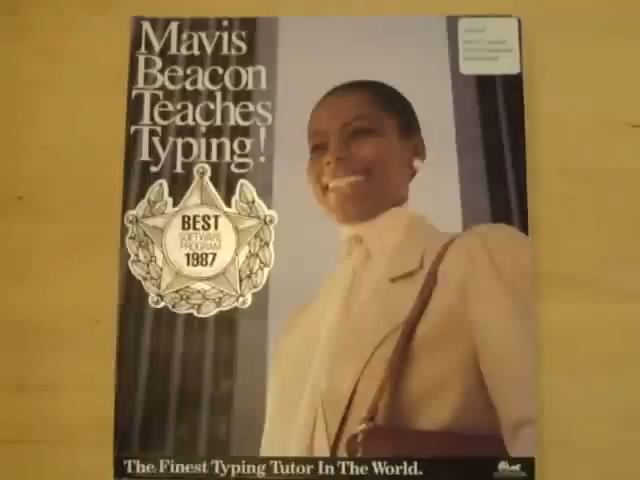 Mavis
Beacon
Teaches
Typing!
BEST
SOFTWARE
PROGRAM
1987
The Finest Typing Tutor In The World.